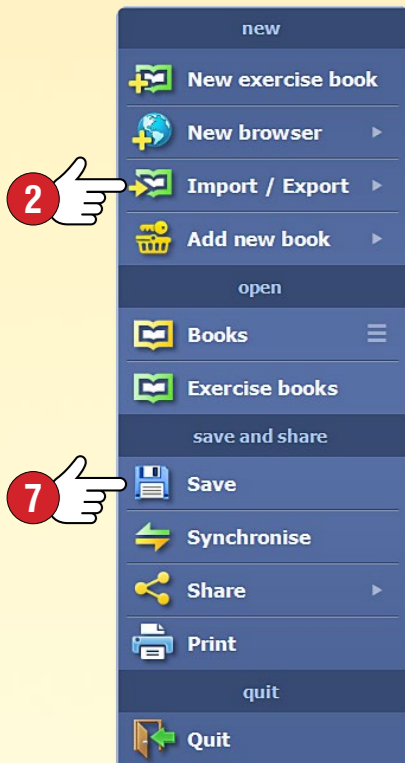 new
New exercise book
New browser
2
Import / Export
Add new book
open
Books
Exercise books
save and share
7
Save
Synchronise
Share
Print
quit
Quit